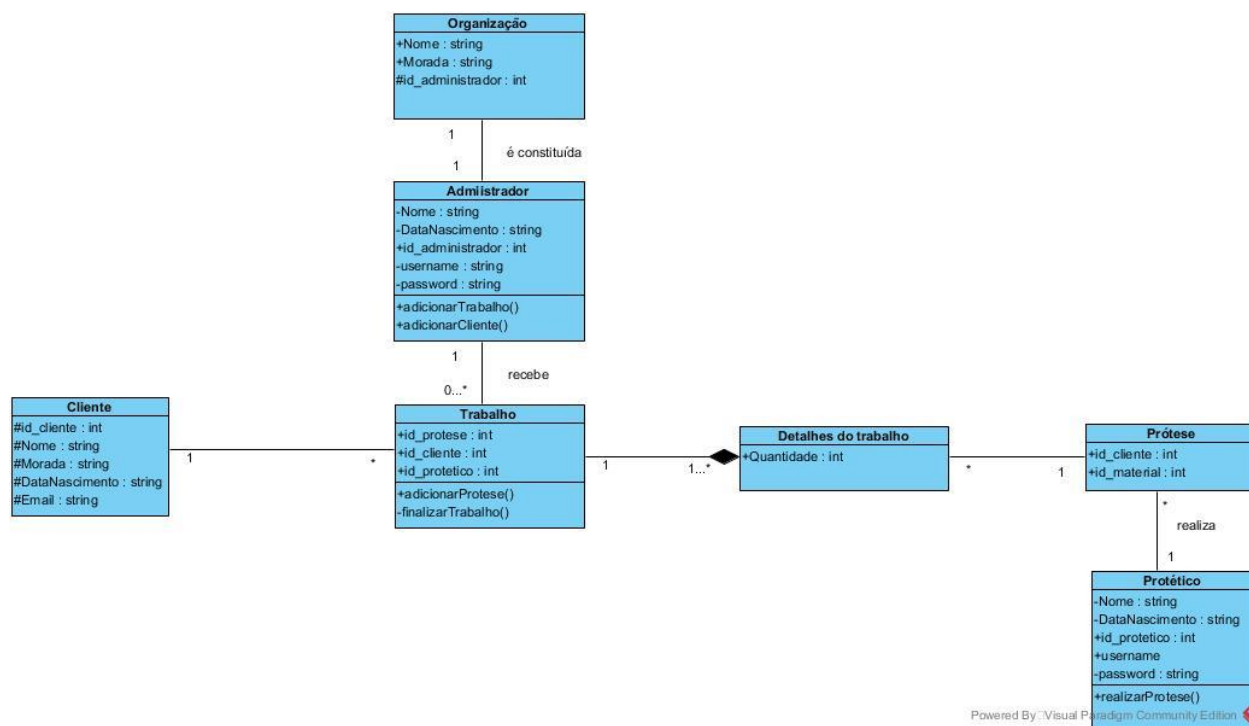 Organização
+Nome : string
+Morada : string
#id_administrador : int
1
é constituída
1
Admiistrador
-Nome : string
-DataNascimento : string
+id_administrador : int
-username : string
-password : string
+adicionarTrabalho()
+adicionarCliente()
1
recebe
0...*
Cliente
#id_cliente : int
#Nome : string
#Morada : string
#DataNascimento : string
#Email : string
1
*
Trabalho
+id_protese : int
+id_cliente : int
+id_protetico : int
+adicionarProtese()
-finalizarTrabalho()
1
1...*
Detalhes do trabalho
+Quantidade : int
*
1
Prótese
+id_cliente : int
+id_material : int
*
realiza
1
Protético
-Nome : string
-DataNascimento : string
+id_protetico : int
+username
-password : string
+realizarProtese()
Powered By Visual Paradigm Community Edition